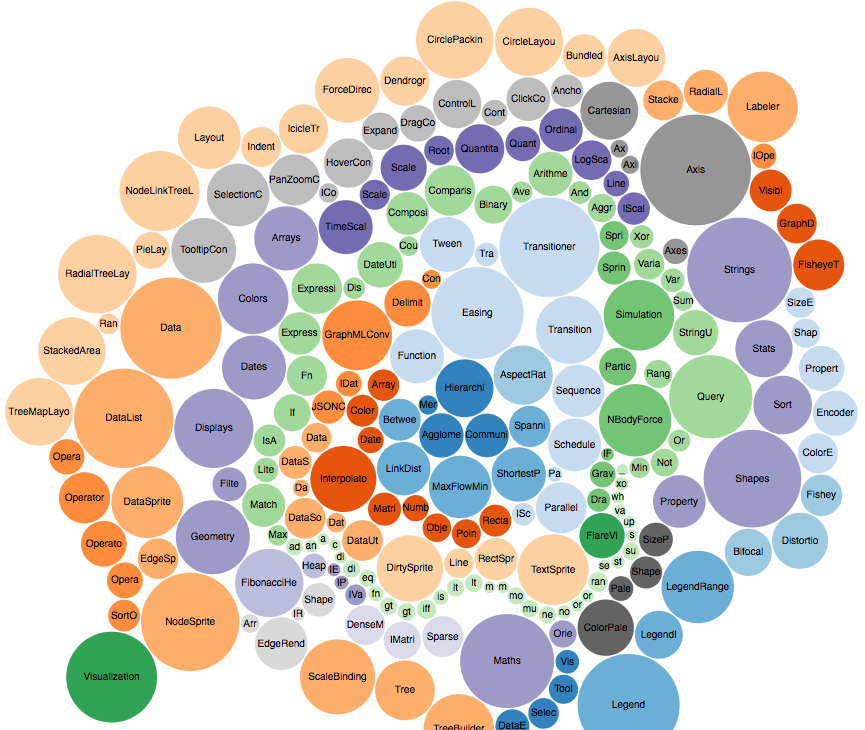 CirclePackin
CircleLayou
Bundled
AxisLayou
Dendrogr
ForceDirec
ControlL
Cont
ClickCo
Ancho
Cartesian
Stacke
RadialL
Labeler
Layout
Indent
IcicleTr
Expand
DragCo
Root
Quantita
Quant
Ordinal
Ax
Axi
Axis
IOpe
NodeLinkTreeL
SelectionC
PanZoomC
HoverCon
ICo
Scale
Scale
Comparis
Binary
Ave
Arithme
And
LogSca
Line
IScal
Aggr
Visibl
PieLay
TooltipCon
Arrays
TimeScal
Composi
Cou
Tween
Tra
Transitioner
Spri
Xor
Axes
GraphD
RadialTreeLay
Colors
Expressi
Dis
DateUti
Con
Sprin
Varia
Var
Strings
FisheyeT
Ran
Data
Delimit
Easing
Sum
SizeE
StackedArea
Express
GraphMLConv
Transition
Simulation
StringU
Shap
Dates
Fn
Function
Stats
TreeMapLayo
DataList
IDat
Array
Hierarchi
AspectRat
Sequence
Partic
Rang
Query
Propert
Displays
If
JSONC
Color
Betwee
Mer
Sort
Encoder
Opera
IsA
Data
Date
Agglome
Communi
Spanni
Schedule
NBodyForce
Or
ColorE
Operator
DataSprite
Filte
Lite
DataS
Da
Interpolato
LinkDist
MaxFlowMin
ShortestP
Pa
IF
Grav
_
Min
Not
Shapes
xo
Fishey
Match
Matri
Numb
ISc
Parallel
Dra
wh
Property
Operato
Geometry
DataSo
Dat
Obje
Poin
Recta
va
up
EdgeSp
Max
ad
an
a
c
DataUt
FlareVi
s
SizeP
Bifocal
Distortio
Opera
FibonacciHe
Heap
di
IE
di
DirtySprite
Line
RectSpr
TextSprite
su
st
se
Shape
SortO
NodeSprite
IP
eq
IVa
fn
is
lt
lt
m
m
mo
ran
or
Pale
LegendRange
Arr
Shape
IR
gt
gt
iff
mu
ne
no
or
EdgeRend
DenseM
IMatri
Sparse
Orie
ColorPale
LegendI
Visualization
ScaleBinding
Tree
Maths
Vis
Tool
Legend
TreeBuilder
DataE
Selec